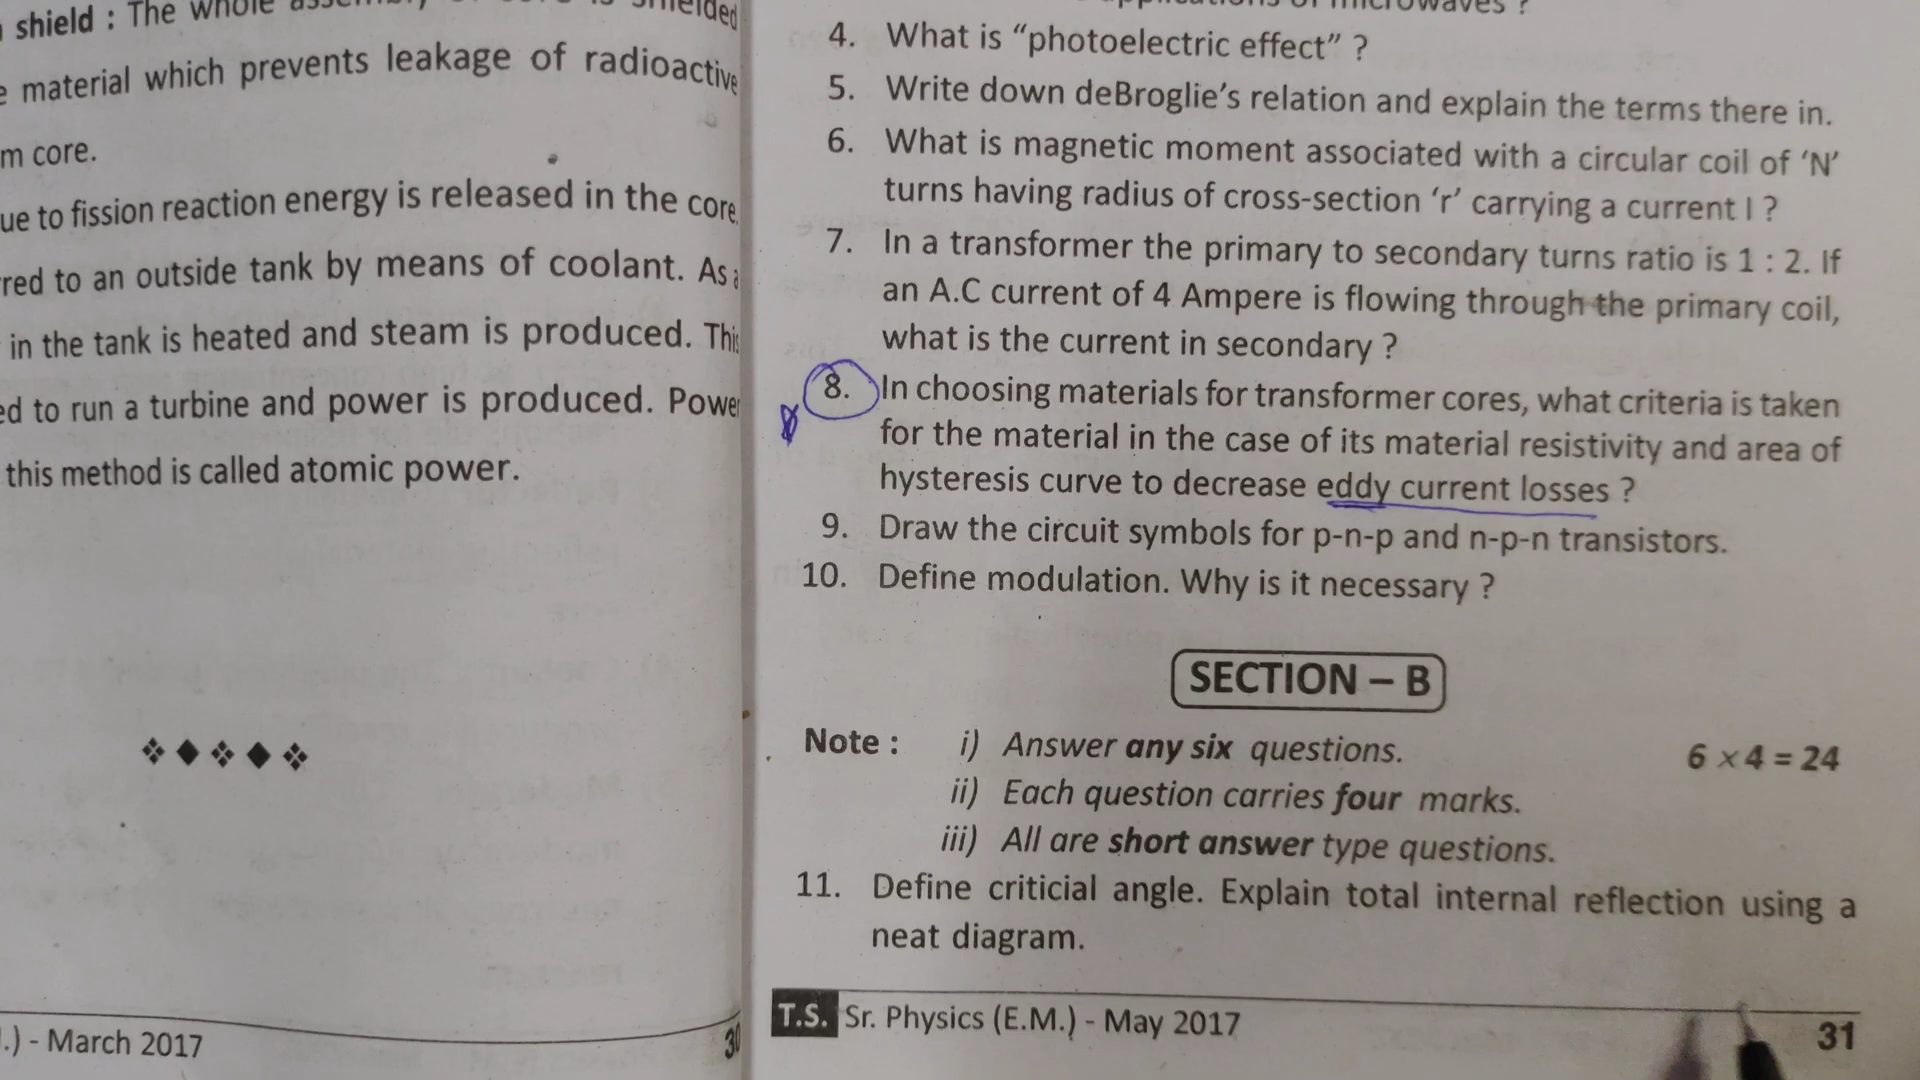 shield : The whole
shielded
material which prevents leakage of radioactive
m core.
ue to fission reaction energy is released in the core.
red to an outside tank by means of coolant. As a
in the tank is heated and steam is produced. This
ed to run a turbine and power is produced. Power
this method is called atomic power.
.) - March 2017
30
microwaves ?
4. What is “photoelectric effect” ?
5. Write down deBroglie’s relation and explain the terms there in.
6. What is magnetic moment associated with a circular coil of ‘N’
turns having radius of cross-section ‘r’ carrying a current I ?
7. In a transformer the primary to secondary turns ratio is 1 : 2. If
an A.C current of 4 Ampere is flowing through the primary coil,
what is the current in secondary ?
8. In choosing materials for transformer cores, what criteria is taken
for the material in the case of its material resistivity and area of
hysteresis curve to decrease eddy current losses ?
9. Draw the circuit symbols for p-n-p and n-p-n transistors.
10. Define modulation. Why is it necessary ?
SECTION – B
Note : i) Answer any six questions. 6 × 4 = 24
ii) Each question carries four marks.
iii) All are short answer type questions.
11. Define criticial angle. Explain total internal reflection using a
neat diagram.
T.S. Sr. Physics (E.M.) - May 2017
31